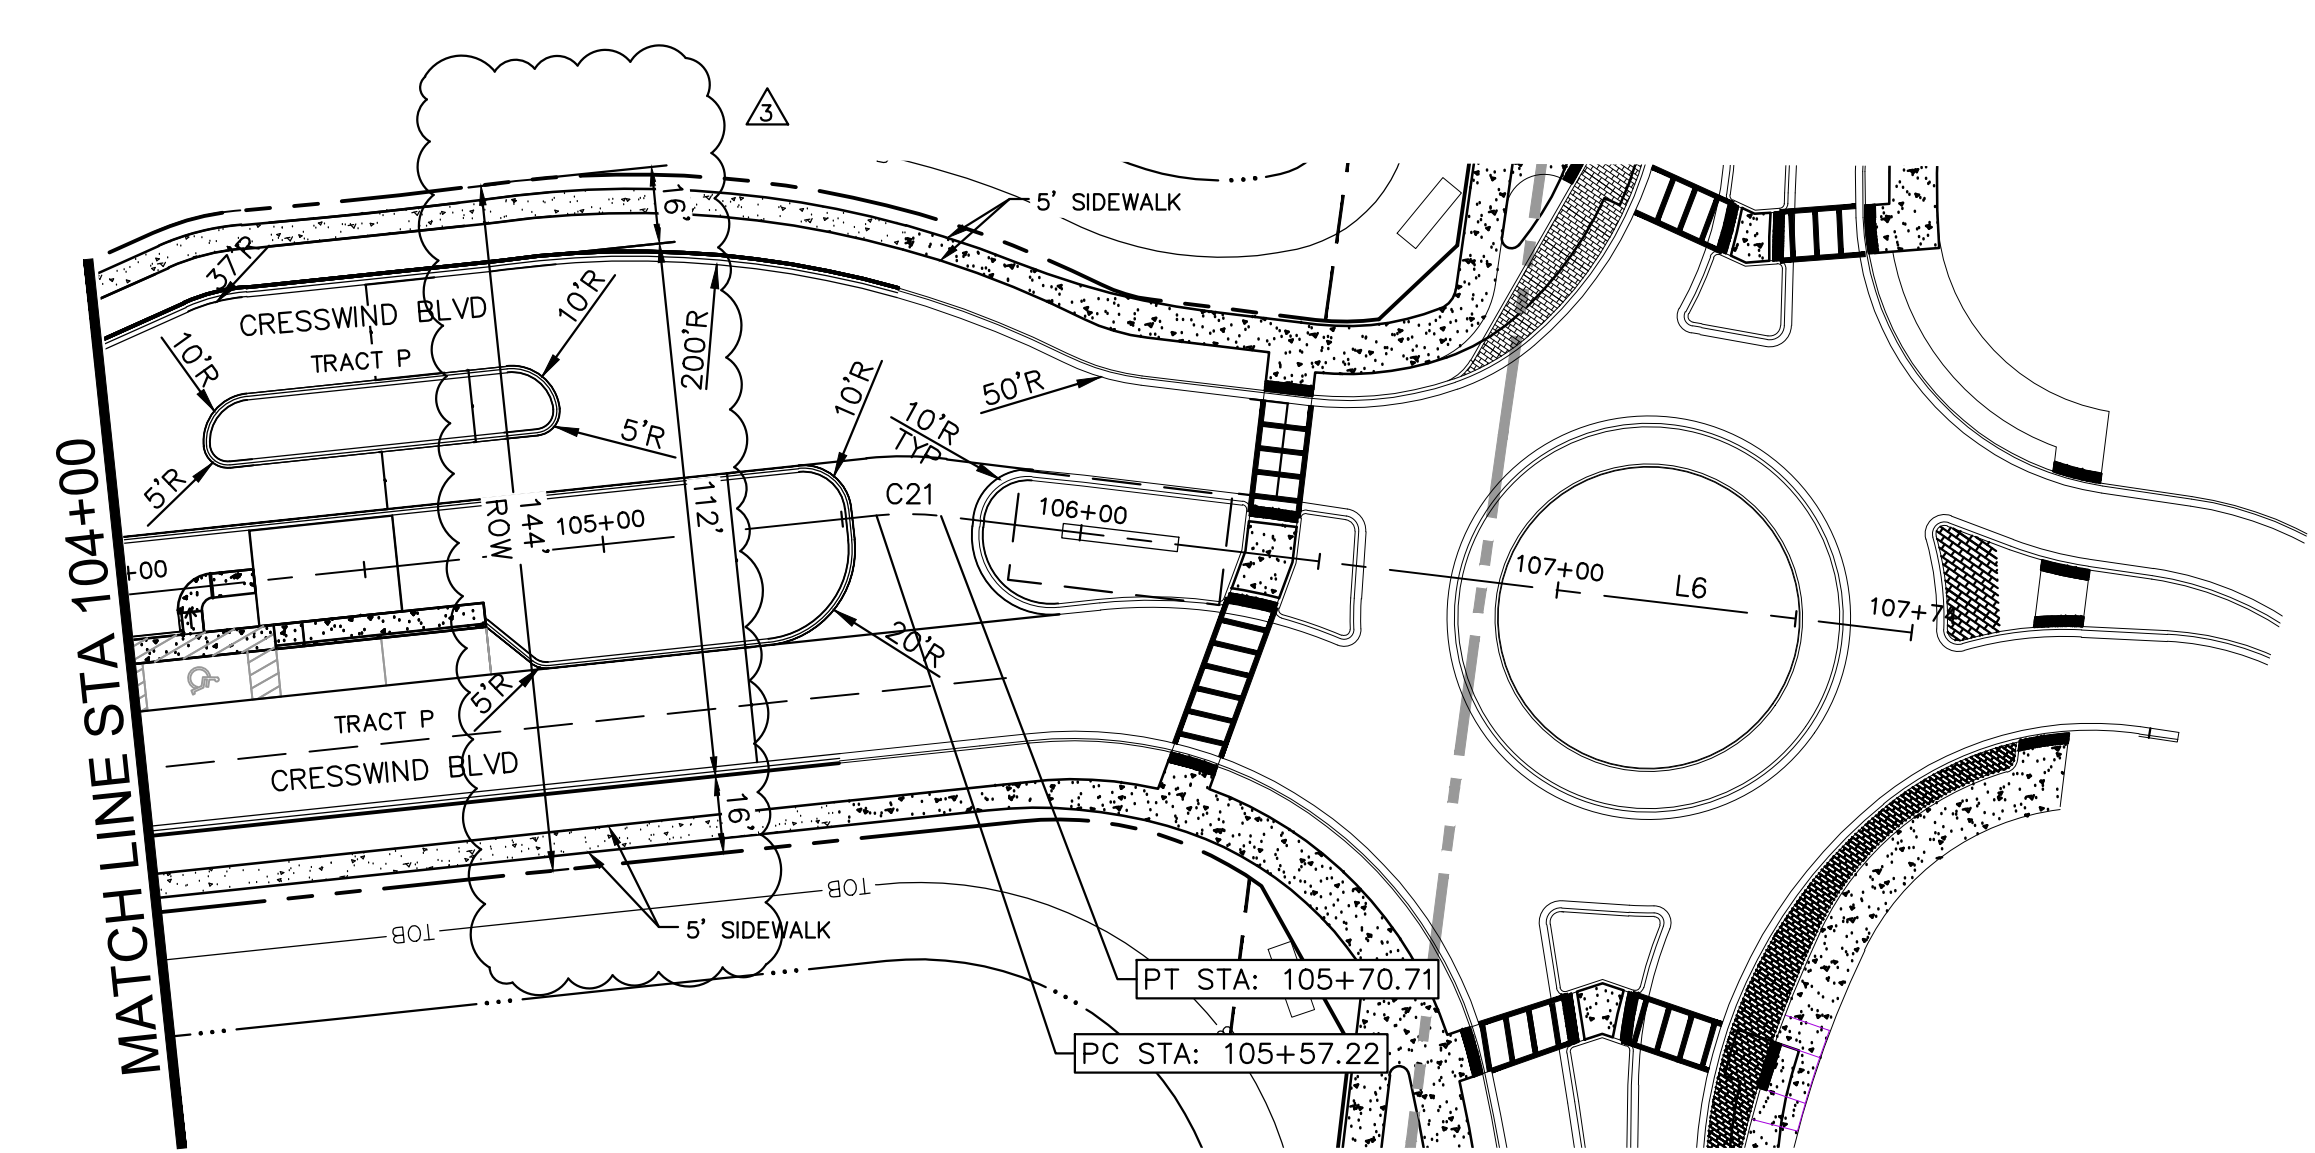 3
16'
5' SIDEWALK
37'R
CRESSWIND BLVD
10'R
TRACT P
10'R
200'R
10'R
50'R
10'R
TYP
5'R
5'R
C21
144'
ROW
112'
105+00
106+00
+00
107+00
L6
107+7
20'R
5'R
TRACT P
CRESSWIND BLVD
16'
MATCH LINE STA 104+00
TOB
TOB
5' SIDEWALK
PT STA: 105+70.71
PC STA: 105+57.22